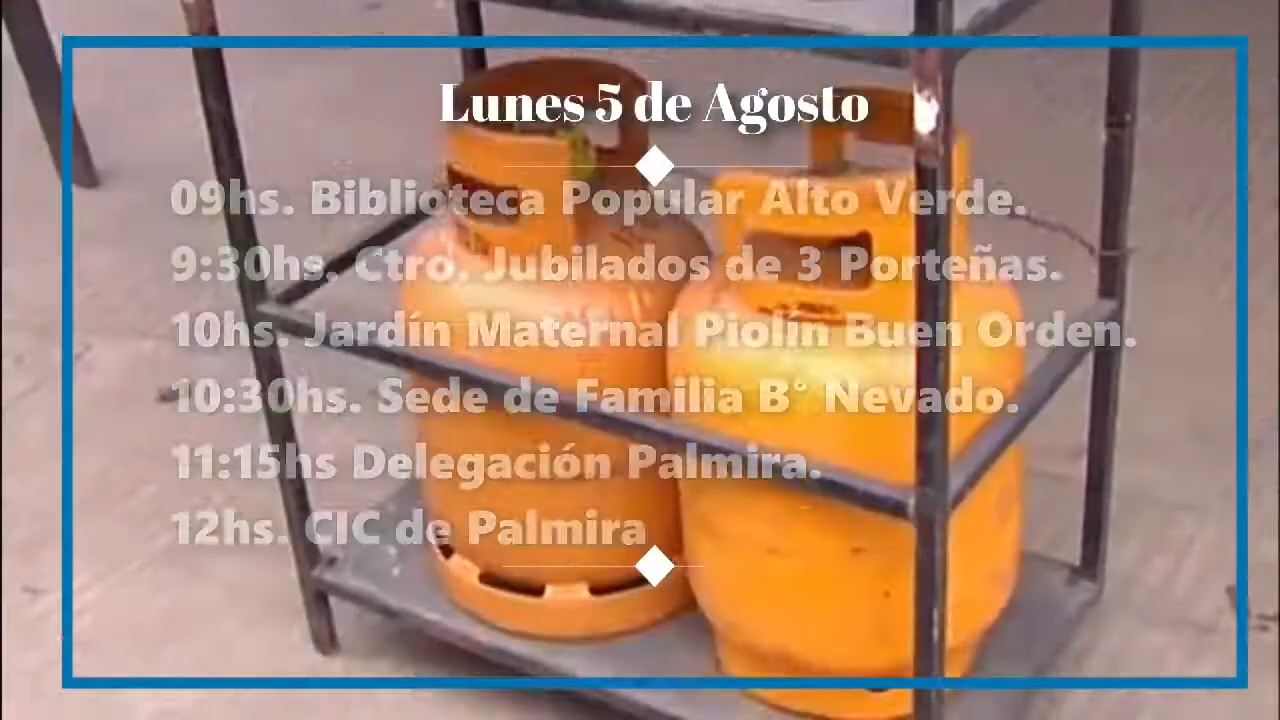 Lunes 5 de Agosto
09hs. Biblioteca Popular Alto Verde.
9:30hs. Ctro. Jubilados de 3 Porteñas.
10hs. Jardín Maternal Piolín Buen Orden.
10:30hs. Sede de Familia B° Nevado.
11:15hs Delegación Palmira.
12hs. CIC de Palmira